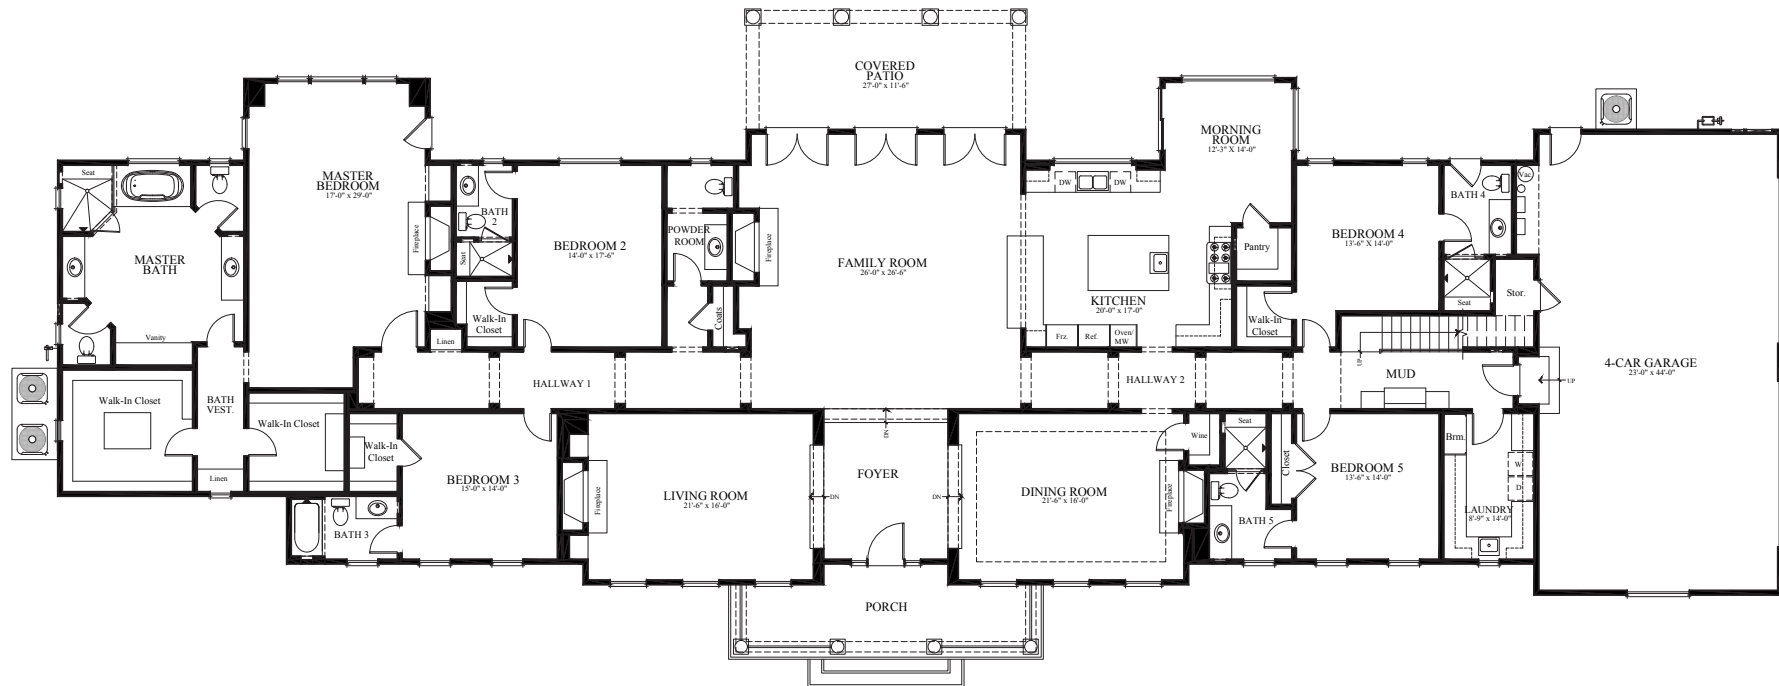 COVERED
PATIO
27'-0" x 11'-6"
MORNING
ROOM
12'-3" X 14'-0"
Seat
MASTER
BEDROOM
17'-0" x 29'-0"
BATH
2
Seat
Fireplace
BEDROOM 2
14'-0" x 17'-6"
POWDER
ROOM
Fireplace
Coats
FAMILY ROOM
26'-0" x 26'-6"
DW
DW
KITCHEN
20'-0" x 17'-0"
Pantry
Frz.
Ref.
Oven/
MW
Walk-In
Closet
BEDROOM 4
13'-6" X 14'-0"
BATH 4
Vac
Seat
Stor.
MASTER
BATH
Vanity
Walk-In
Closet
Linen
HALLWAY 1
HALLWAY 2
UP
MUD
UP
4-CAR GARAGE
23'-0" x 44'-0"
Walk-In Closet
BATH
VEST.
Linen
Walk-In Closet
Walk-In
Closet
BEDROOM 3
15'-0" x 14'-0"
BATH 3
Fireplace
LIVING ROOM
21'-6" x 16'-0"
DN
DN
FOYER
DN
DINING ROOM
21'-6" x 16'-0"
Wine
Seat
Fireplace
BATH 5
Closet
BEDROOM 5
13'-6" x 14'-0"
Brm.
W
D
LAUNDRY
8'-9" x 14'-0"
PORCH